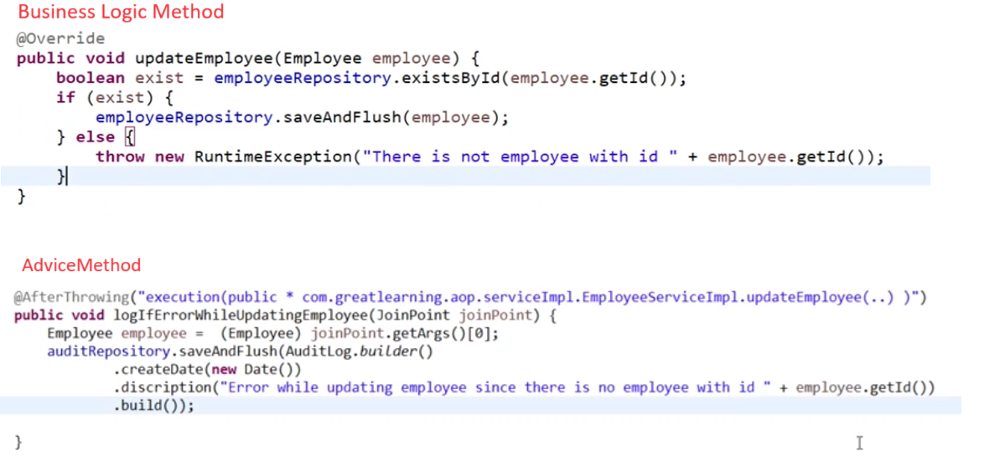 Business Logic Method
@Override
public void updateEmployee(Employee employee) {
boolean exist = employeeRepository.existsById(employee.getId());
if (exist) {
employeeRepository.saveAndFlush(employee);
} else {
throw new RuntimeException("There is not employee with id " + employee.getId());
}
}
AdviceMethod
@AfterThrowing("execution(public * com.greatlearning.aop.serviceImpl.EmployeeServiceImpl.updateEmployee(..) )")
public void logIfErrorWhileUpdatingEmployee(JoinPoint joinPoint) {
Employee employee = (Employee) joinPoint.getArgs()[0];
auditRepository.saveAndFlush(AuditLog.builder()
.createDate(new Date())
.discription("Error while updating employee since there is no employee with id " + employee.getId())
.build());
}